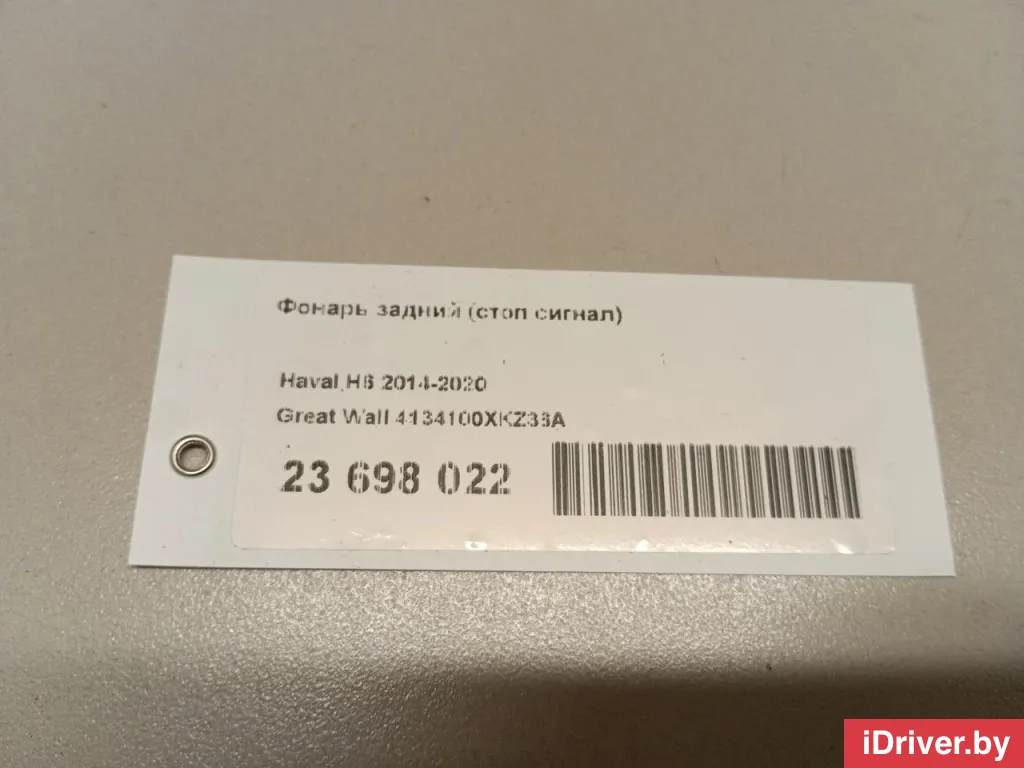 Фонарь задний (стоп сигнал)
Haval H6 2014-2020
Great Wall 4134100XKZ36A
23 698 022
iDriver.by